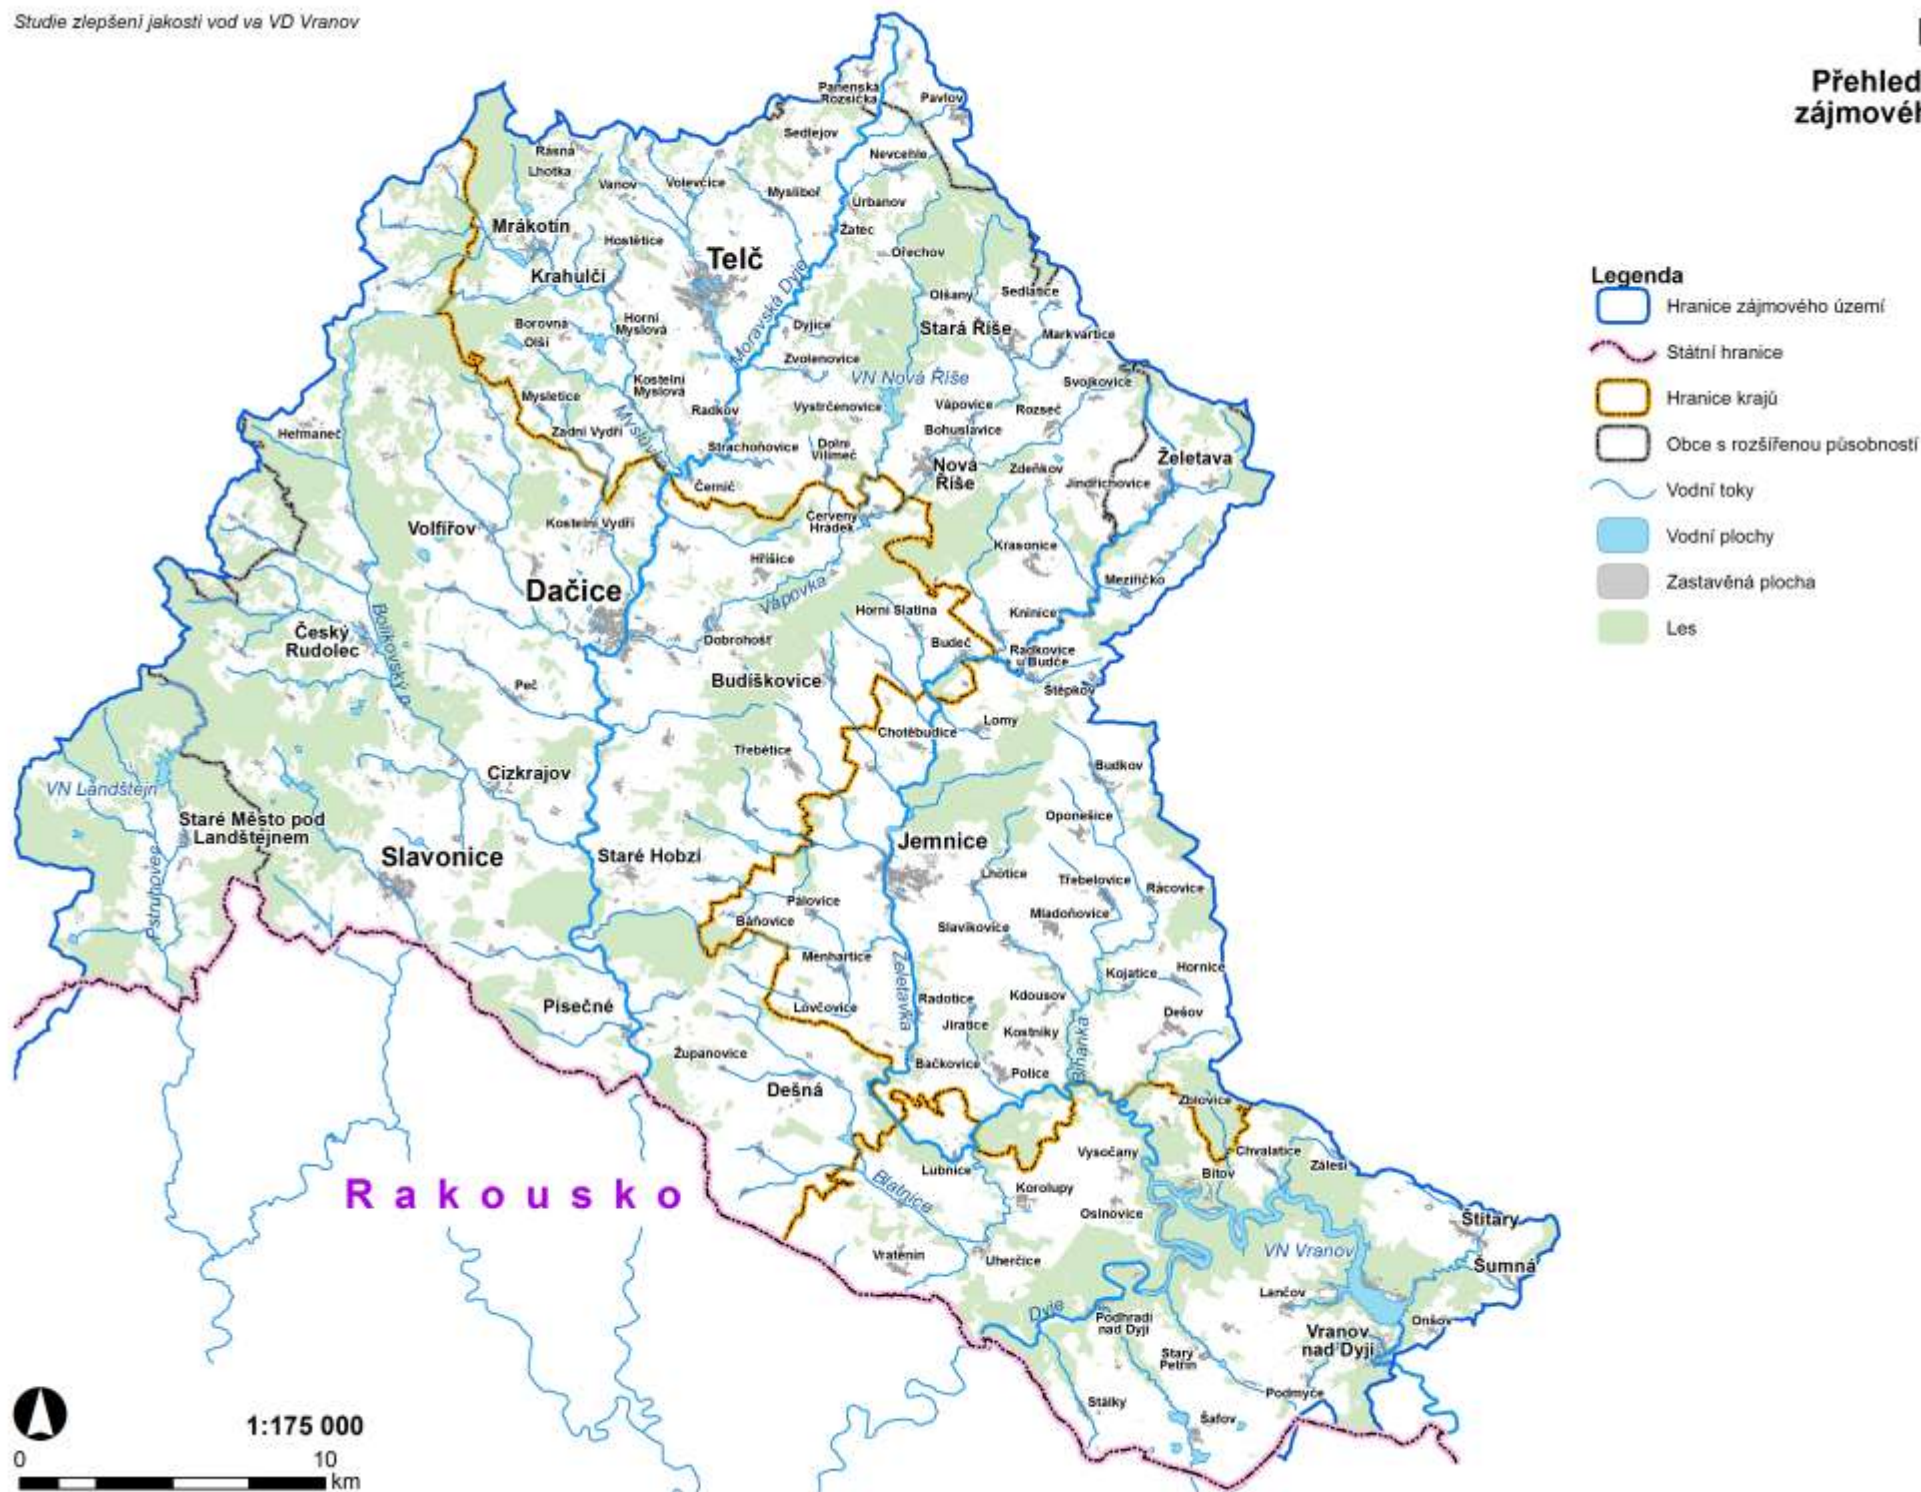 Studie zlepšení jakosti vod va VD Vranov
Přehled
zájmovéh
Legenda
Hranice zájmového území
Státní hranice
Hranice krajů
Obce s rozšířenou působností
Vodní toky
Vodní plochy
Zastavěná plocha
Les
Panenská
Rozsíčka
Pavlov
Sedlejov
Nevcehle
Řásná
Lhotka
Vanov
Volevčice
Mysliboř
Urbanov
Mrákotín
Hostětice
Telč
Žatec
Ořechov
Krahulčí
Moravská Dyje
Olšany
Sedlatice
Borovná
Olší
Horní
Myslová
Dyjice
Stará Říše
Markvartice
Zvolenovice
VN Nová Říše
Kostelní
Myslová
Svojkovice
Mysletice
Radkov
Vystrčenovice
Vápovice
Rozseč
Heřmaneč
Zadní Vydří
Strachoňovice
Dolní
Vilímeč
Bohuslavice
Nová
Říše
Zdeňkov
Želetava
Jindřichovice
Černíč
Volfířov
Kostelní Vydří
Červený
Hrádek
Krasonice
Hříšice
Meziříčko
Dačice
Vápovka
Horní Slatina
Knínice
Český
Rudolec
Bolíkovský p.
Dobrohošť
Budeč
Radkovice
u Budče
Peč
Budíškovice
Štěpkov
Lomy
Chotěbudice
Třebětice
Budkov
VN Landštejn
Cizkrajov
Staré Město pod
Landštejnem
Oponešice
Slavonice
Staré Hobzí
Jemnice
Pstruhovec
Lhotice
Třebelovice
Rácovice
Pálovice
Báňovice
Mladoňovice
Slavíkovice
Menhartice
Želetavka
Kojatice
Hornice
Písečné
Lovčovice
Radotice
Kdousov
Dešov
Jiratice
Kostníky
Županovice
Bačkovice
Police
Bihanka
Dešná
Zblovice
Vysočany
Chvalatice
Zálesí
Lubnice
Bítov
Rakousko
Blatnice
Korolupy
Oslnovice
Štítary
Vratěnín
Uherčice
VN Vranov
Šumná
Lančov
Dyje
Podhradí
nad Dyjí
Onšov
Vranov
nad Dyjí
Starý
Petřín
Podmyče
Stálky
Šafov
1:175 000
0 10
km